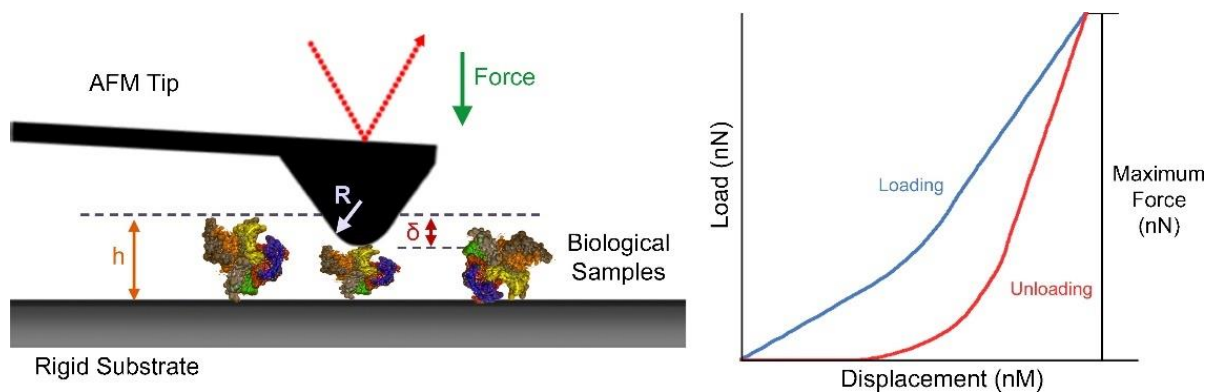 AFM Tip
Force
R
h
δ
Biological
Samples
Rigid Substrate
Load (nN)
Loading
Unloading
Maximum
Force
(nN)
Displacement (nM)